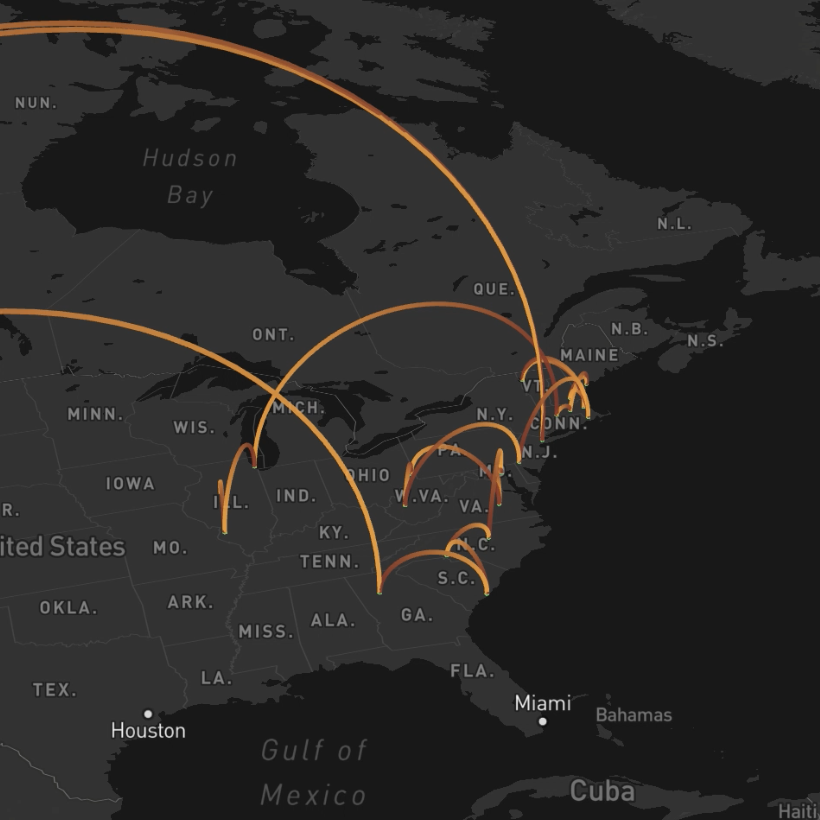 NUN.
Hudson
Bay
N.L.
QUE.
ONT.
N.B.
N.S.
MAINE
VT.
MICH.
MINN.
WIS.
N.Y.
CONN.
PA.
N.J.
OHIO
IOWA
ILL.
IND.
W.VA.
VA.
R.
KY.
N.C.
ited States
MO.
TENN.
S.C.
OKLA.
ARK.
GA.
ALA.
MISS.
FLA.
LA.
TEX.
Miami
Houston
Bahamas
Gulf of
Mexico
Cuba
Haiti